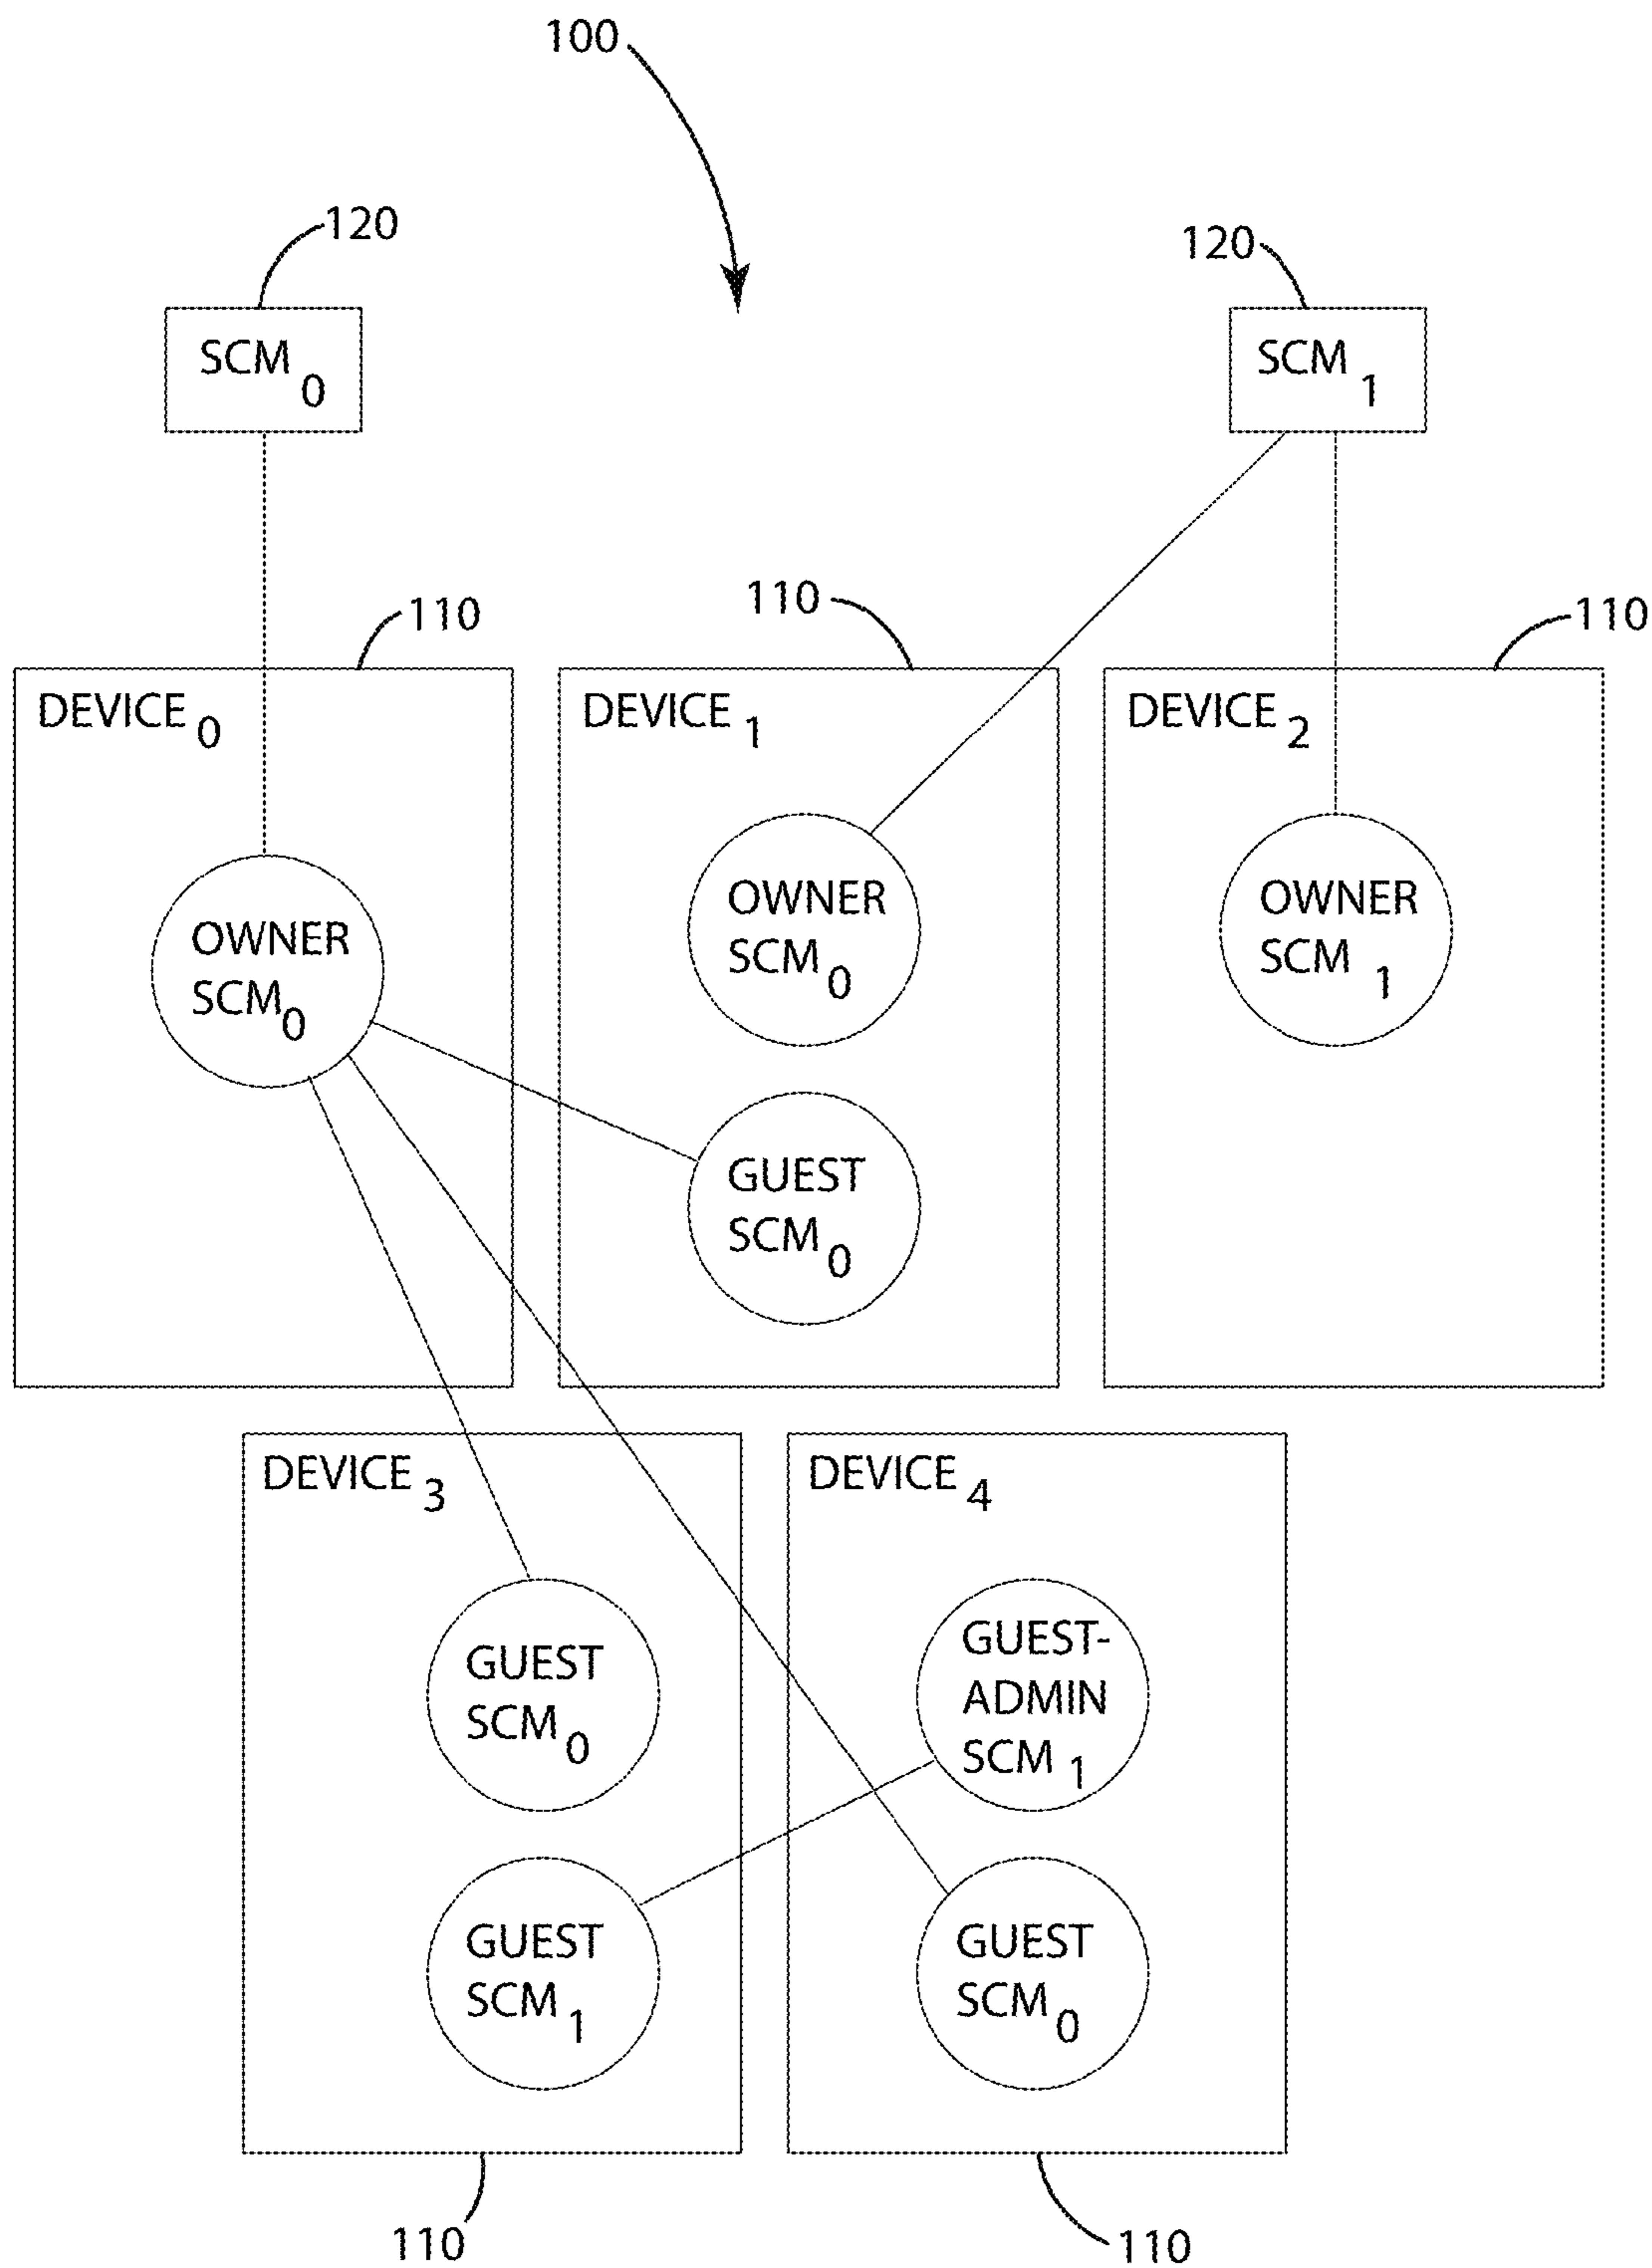 100
120
120
SCM 0
SCM 1
110
110
110
DEVICE 0
DEVICE 1
DEVICE 2
OWNER
SCM 0
OWNER
SCM 0
OWNER
SCM 1
GUEST
SCM 0
DEVICE 3
DEVICE 4
GUEST
SCM 0
GUEST-
ADMIN
SCM 1
GUEST
SCM 1
GUEST
SCM 0
110
110